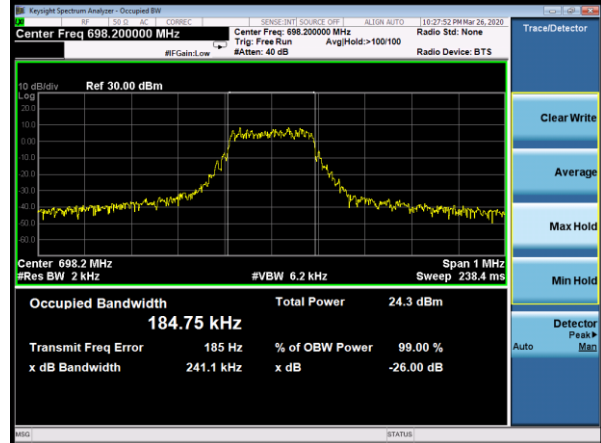 Keysight Spectrum Analyzer - Occupied BW
RF 50 Ω AC CORREC SENSE:INT SOURCE OFF ALIGN AUTO 10:27:52 PM Mar 26, 2020
Center Freq 698.200000 MHz Center Freq: 698.200000 MHz Radio Std: None Trace/Detector
Trig: Free Run Avg|Hold:>100/100
#IFGain:Low #Atten: 40 dB Radio Device: BTS
10 dB/div Ref 30.00 dBm
Log
20.0
10.0
0.00
-10.0
-20.0
-30.0
-40.0
-50.0
-60.0
Center 698.2 MHz Span 1 MHz
#Res BW 2 kHz #VBW 6.2 kHz Sweep 238.4 ms
Occupied Bandwidth Total Power 24.3 dBm
184.75 kHz
Transmit Freq Error 185 Hz % of OBW Power 99.00 %
x dB Bandwidth 241.1 kHz x dB -26.00 dB
Clear Write
Average
Max Hold
Min Hold
Detector
Peak▶
Auto Man
MSG STATUS